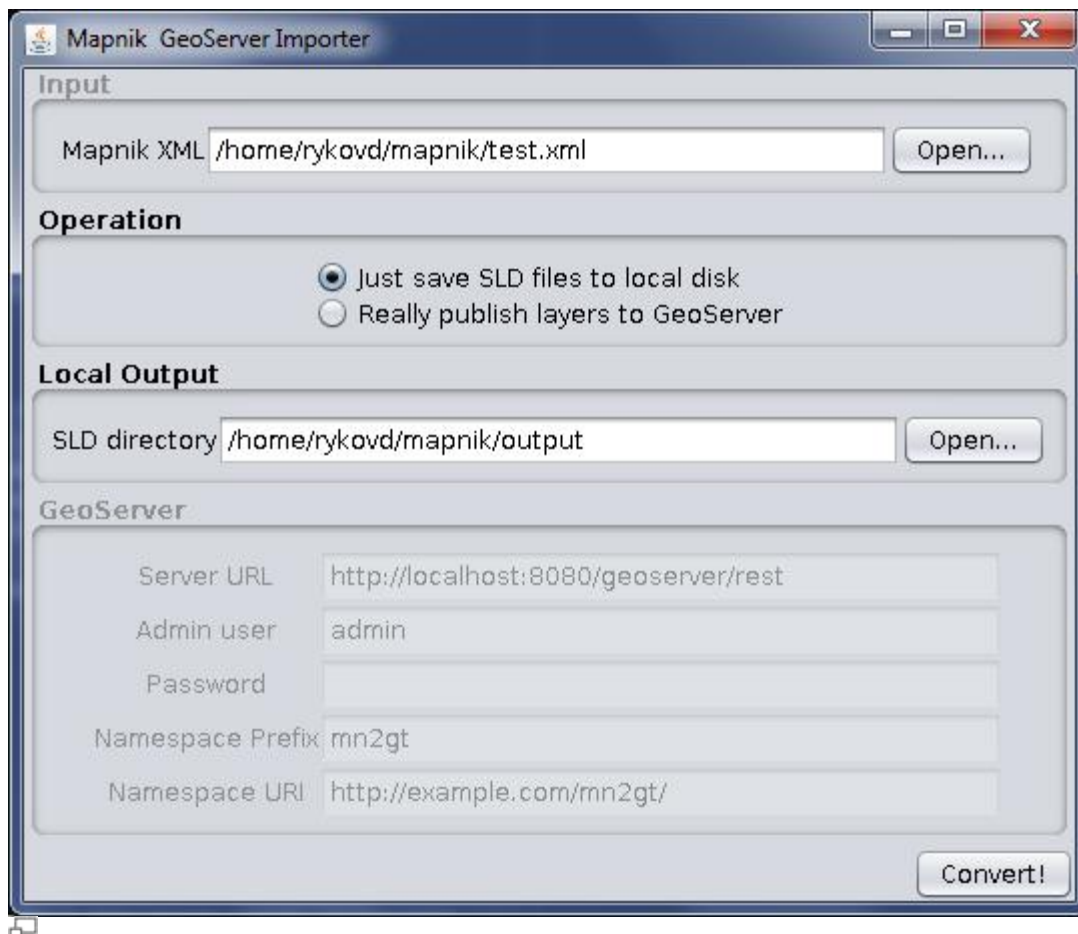 Mapnik GeoServer Importer
Input
Mapnik XML /home/rykovd/mapnik/test.xml Open...
Operation
Just save SLD files to local disk
Really publish layers to GeoServer
Local Output
SLD directory /home/rykovd/mapnik/output Open...
GeoServer
Server URL http://localhost:8080/geoserver/rest
Admin user admin
Password
Namespace Prefix mn2gt
Namespace URI http://example.com/mn2gt/
Convert!